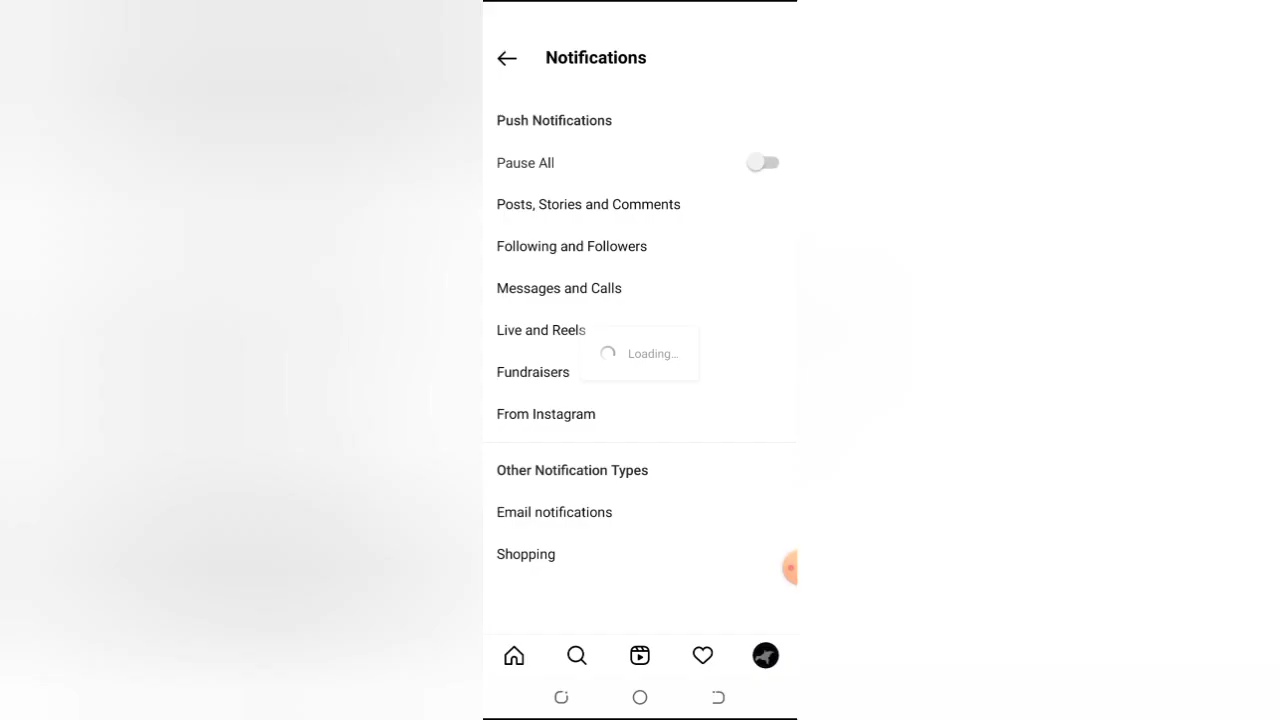 Notifications
Push Notifications
Pause All
Posts, Stories and Comments
Following and Followers
Messages and Calls
Live and Reels
Loading...
Fundraisers
From Instagram
Other Notification Types
Email notifications
Shopping